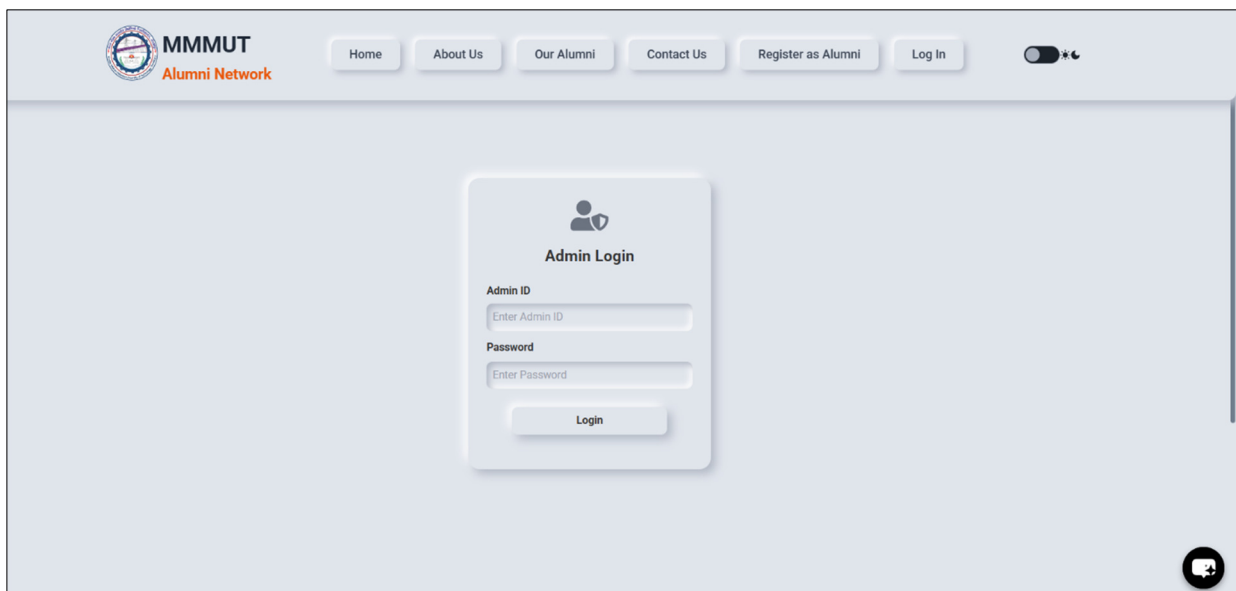 MMMUT
Alumni Network
Home
About Us
Our Alumni
Contact Us
Register as Alumni
Log In
Admin Login
Admin ID
Enter Admin ID
Password
Enter Password
Login